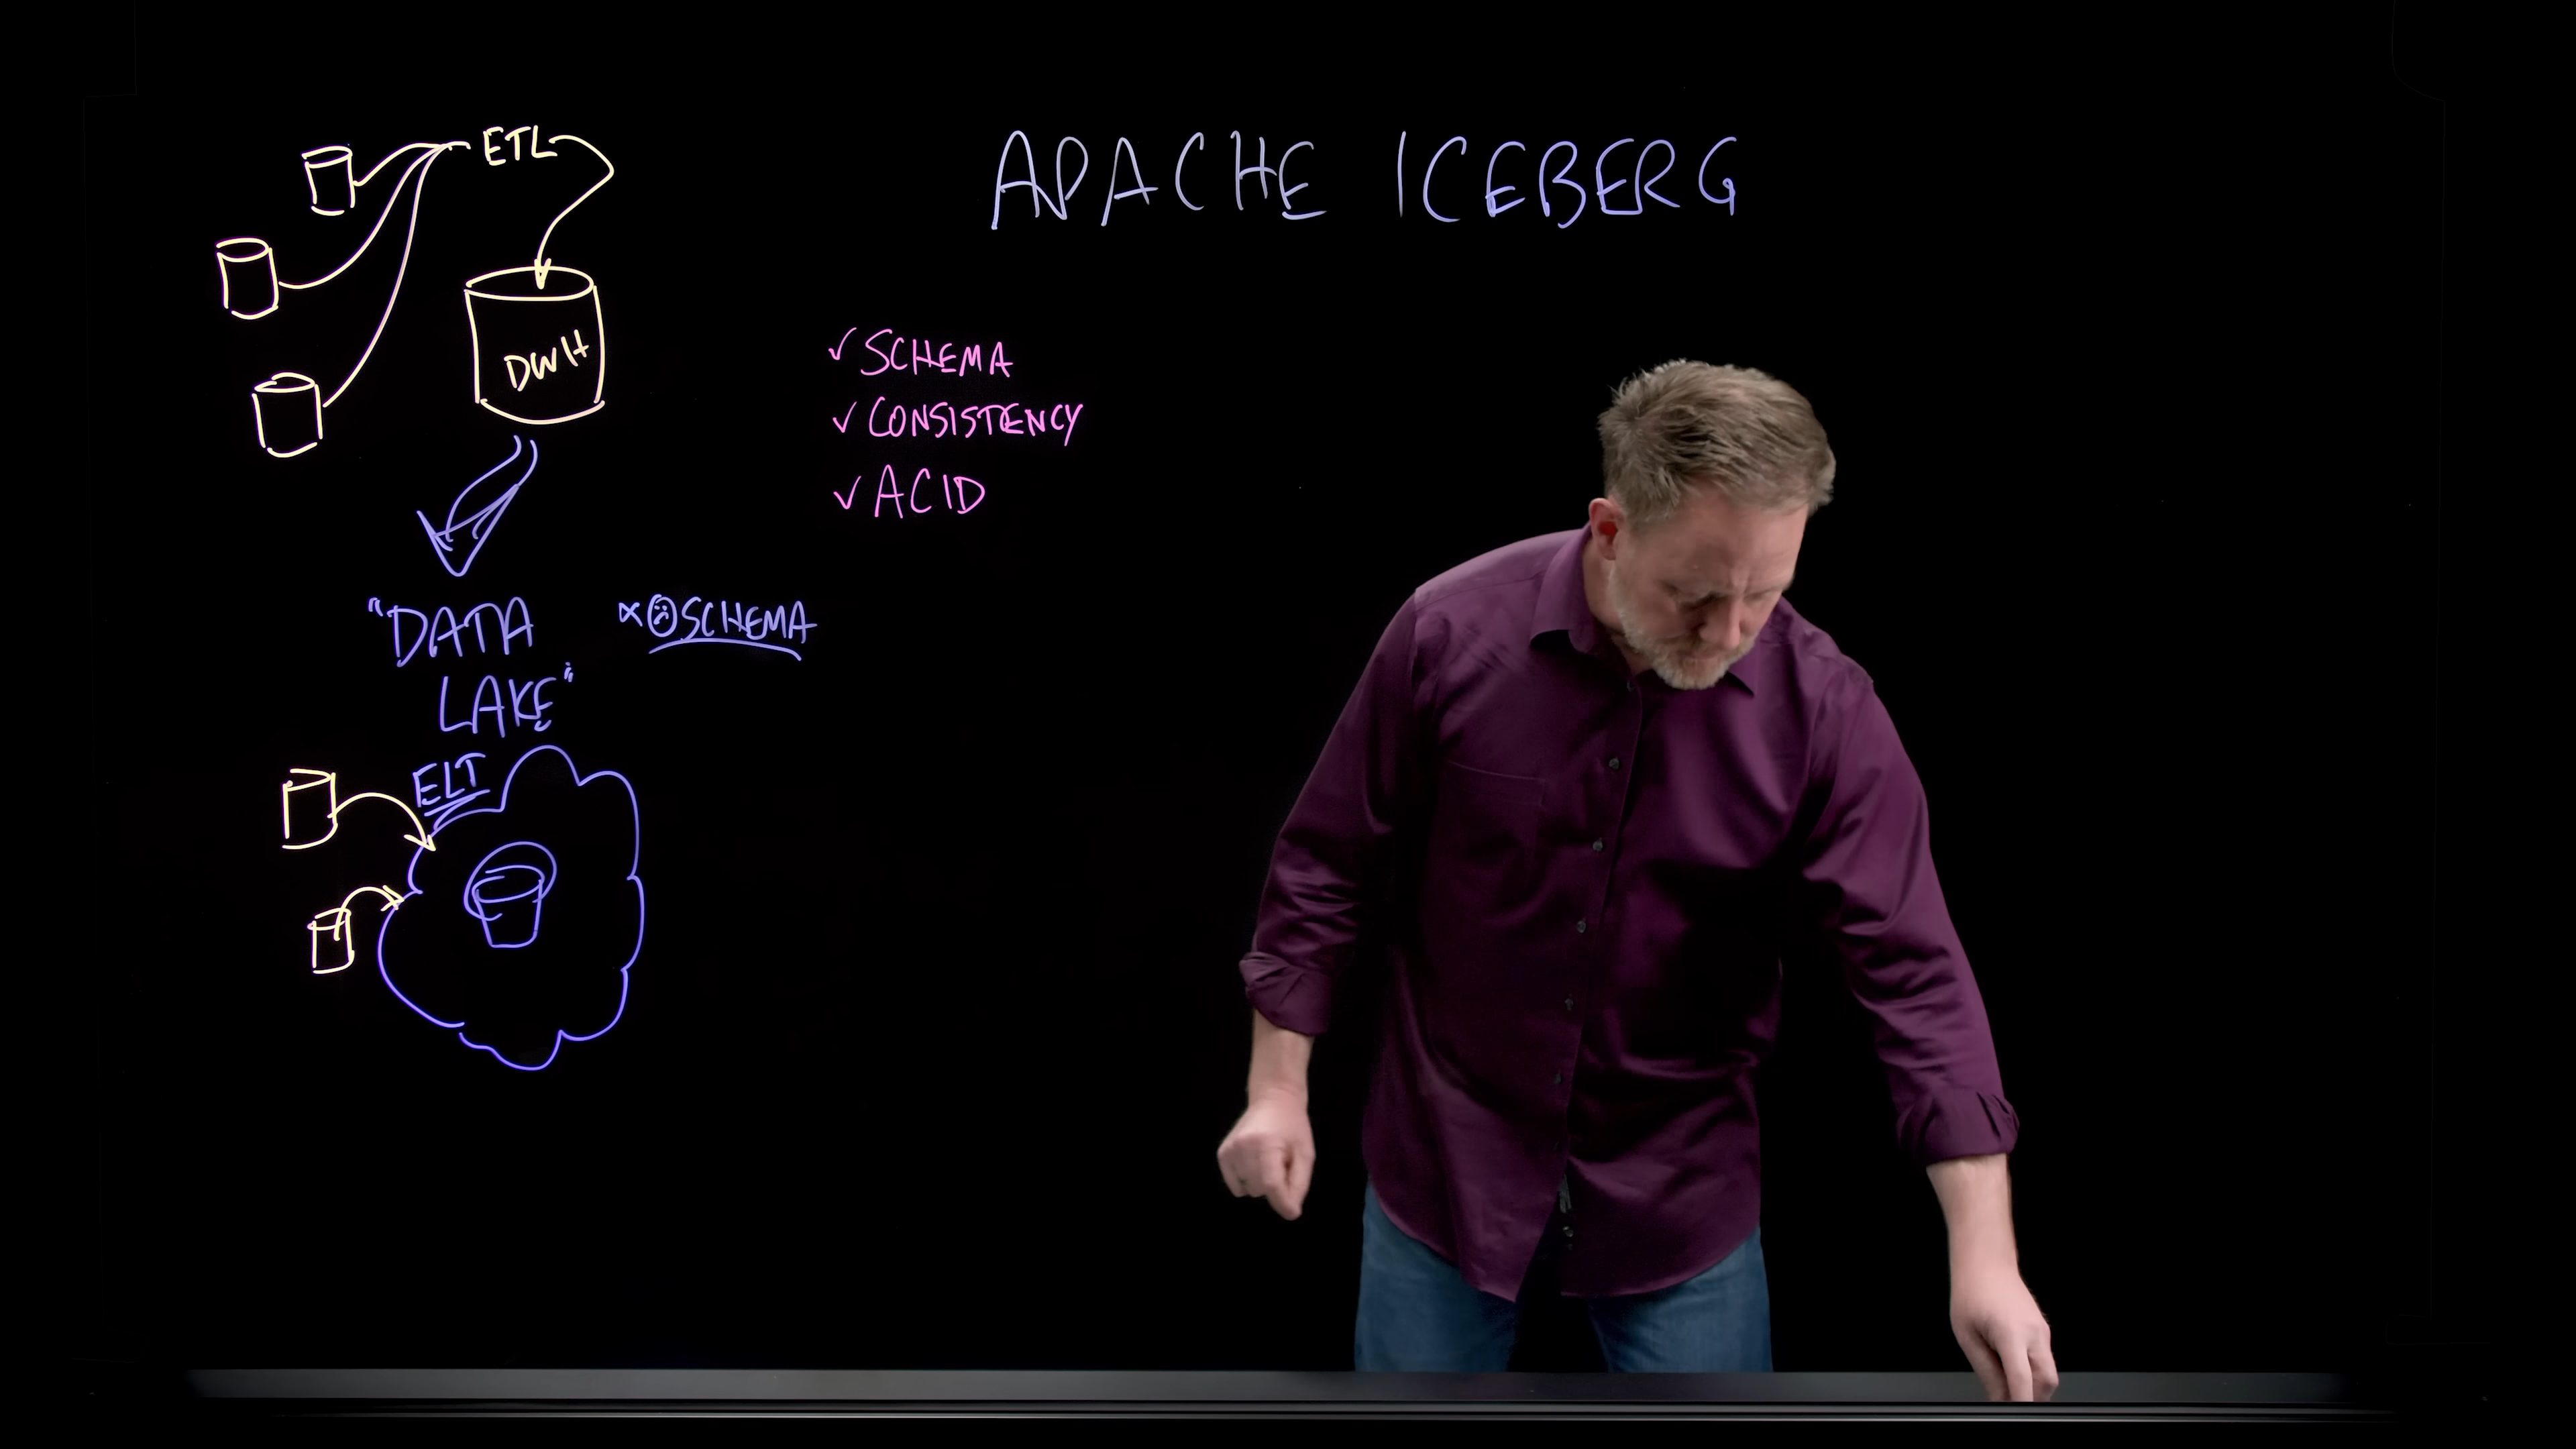 APACHE ICEBERG
ETL
DWH
✓ SCHEMA
✓ CONSISTENCY
✓ ACID
"DATA
LAKE"
× ☹ SCHEMA
ELT